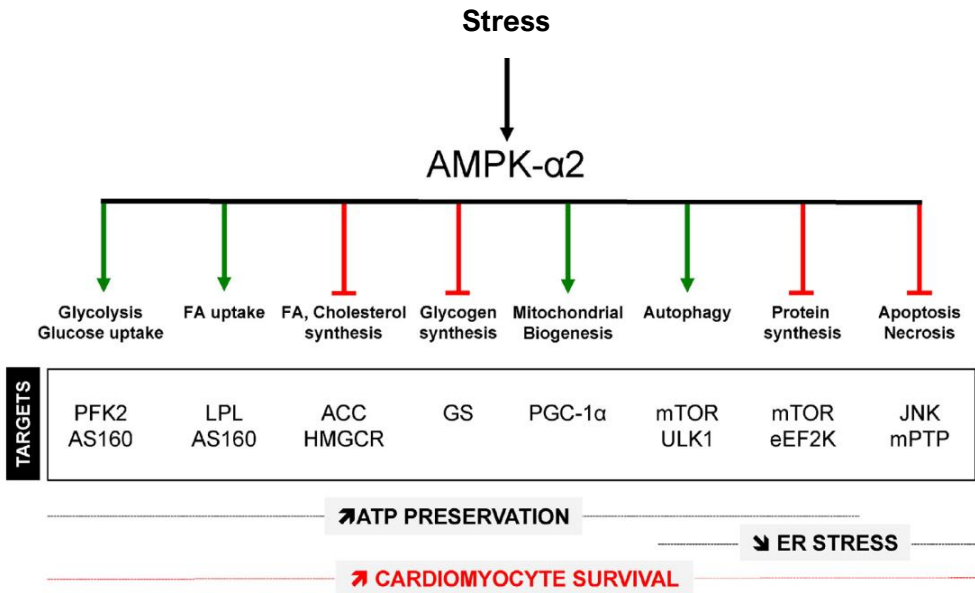 Stress
AMPK-α2
Glycolysis
Glucose uptake
FA uptake
FA, Cholesterol
synthesis
Glycogen
synthesis
Mitochondrial
Biogenesis
Autophagy
Protein
synthesis
Apoptosis
Necrosis
TARGETS
PFK2
AS160
LPL
AS160
ACC
HMGCR
GS
PGC-1α
mTOR
ULK1
mTOR
eEF2K
JNK
mPTP
↗ATP PRESERVATION
↘ ER STRESS
↗ CARDIOMYOCYTE SURVIVAL